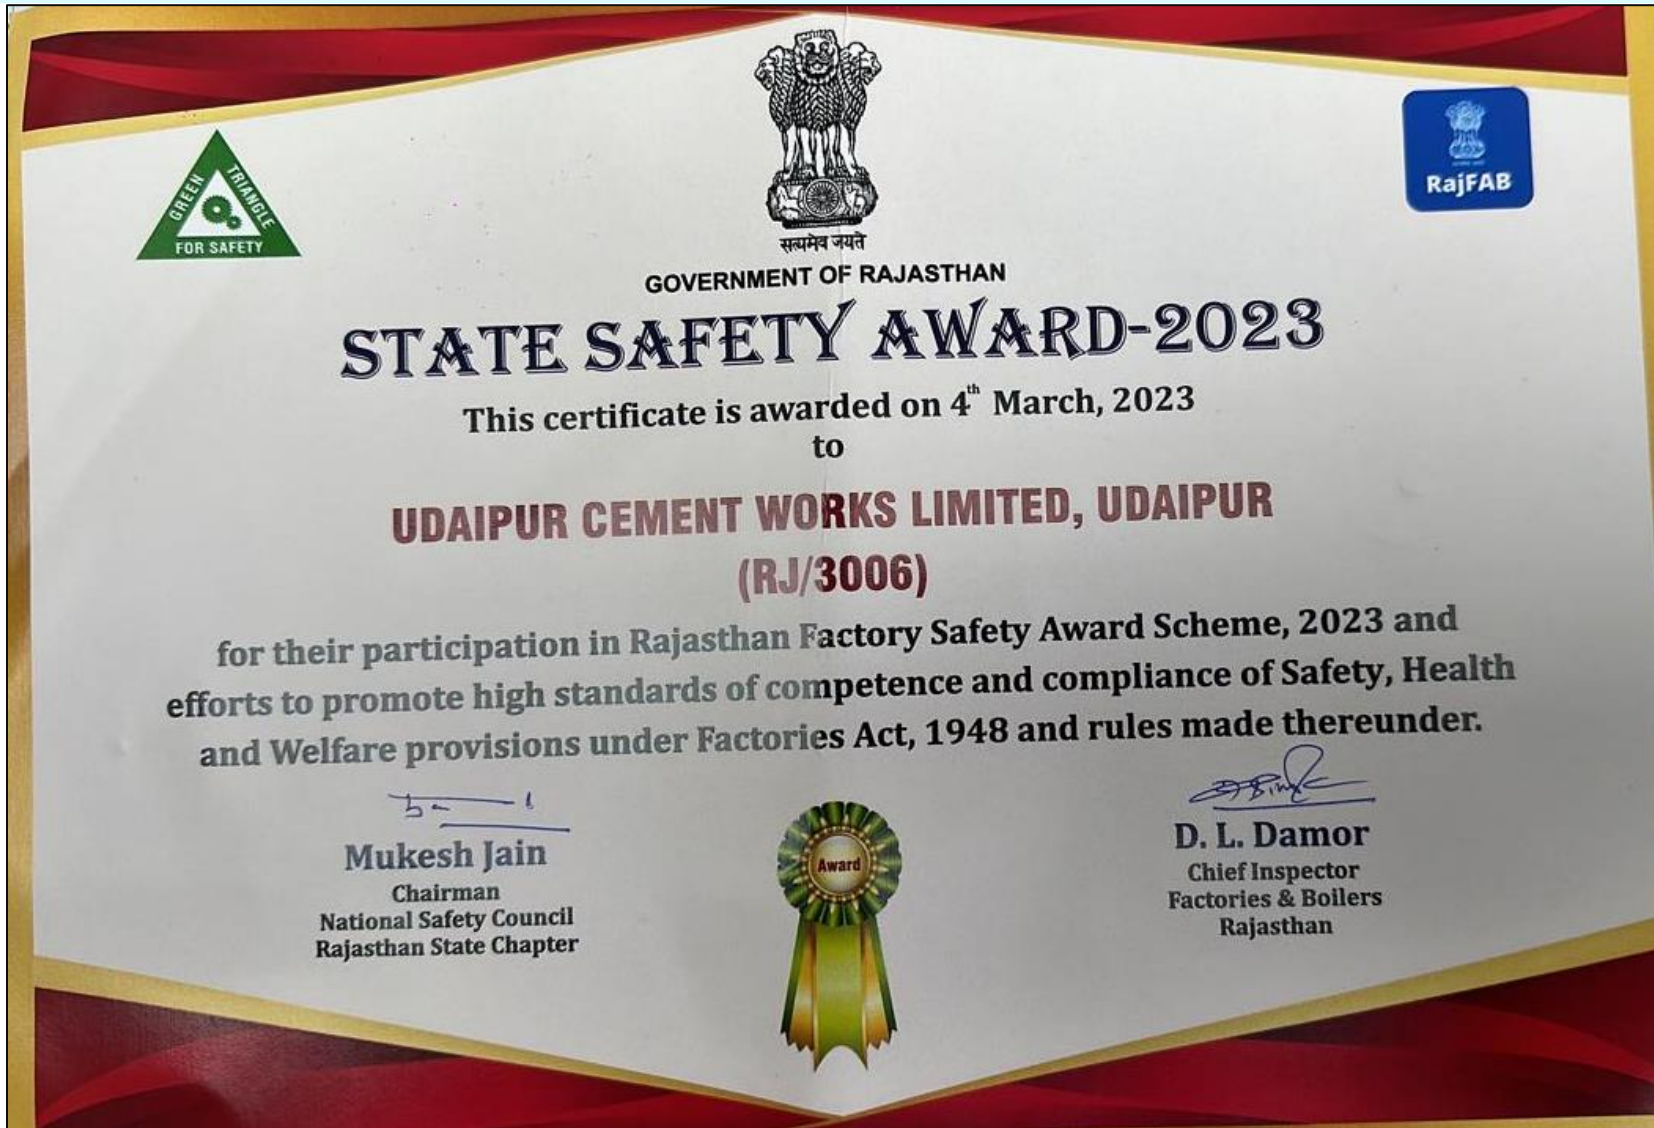 GREEN TRIANGLE
FOR SAFETY
सत्यमेव जयते
RajFAB
GOVERNMENT OF RAJASTHAN
STATE SAFETY AWARD-2023
This certificate is awarded on 4th March, 2023
to
UDAIPUR CEMENT WORKS LIMITED, UDAIPUR
(RJ/3006)
for their participation in Rajasthan Factory Safety Award Scheme, 2023 and
efforts to promote high standards of competence and compliance of Safety, Health
and Welfare provisions under Factories Act, 1948 and rules made thereunder.
Mukesh Jain
Chairman
National Safety Council
Rajasthan State Chapter
Award
D. L. Damor
Chief Inspector
Factories & Boilers
Rajasthan